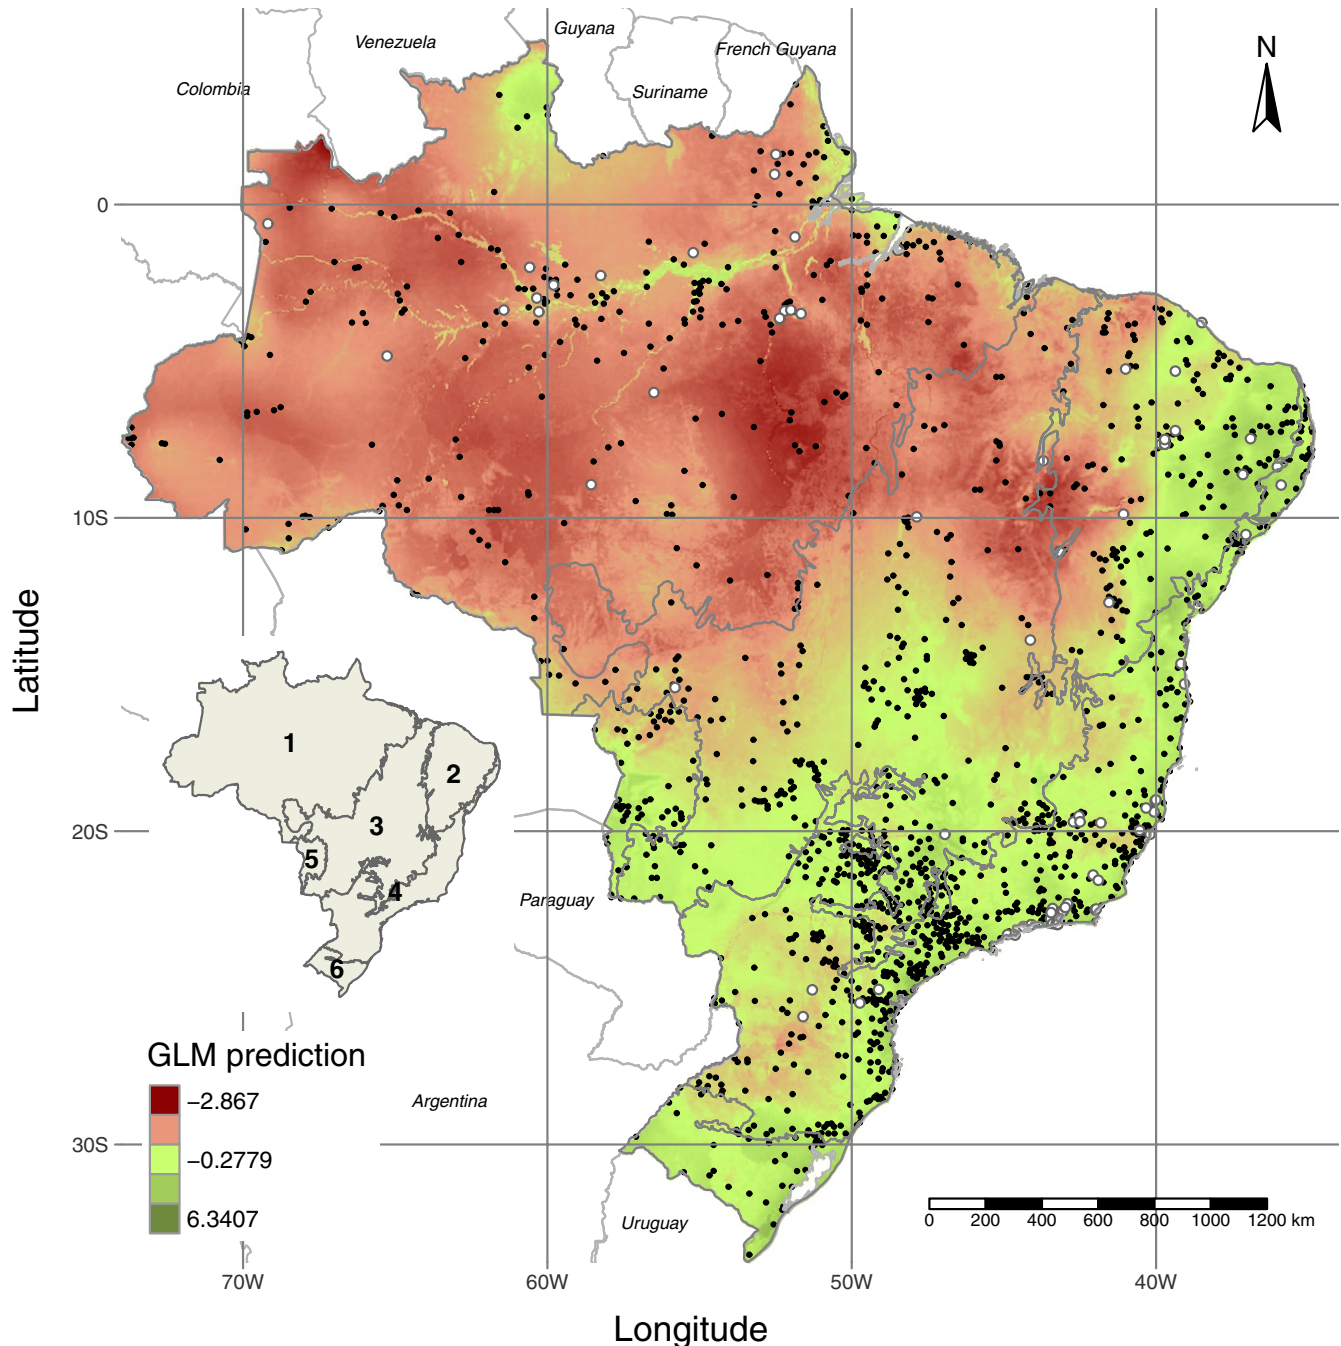 Guyana
Venezuela
French Guyana
N
Colombia
Suriname
0
10S
Latitude
1
2
3
20S
5
4
Paraguay
6
GLM prediction
−2.867
Argentina
30S
−0.2779
6.3407
Uruguay
0 200 400 600 800 1000 1200 km
70W 60W 50W 40W
Longitude